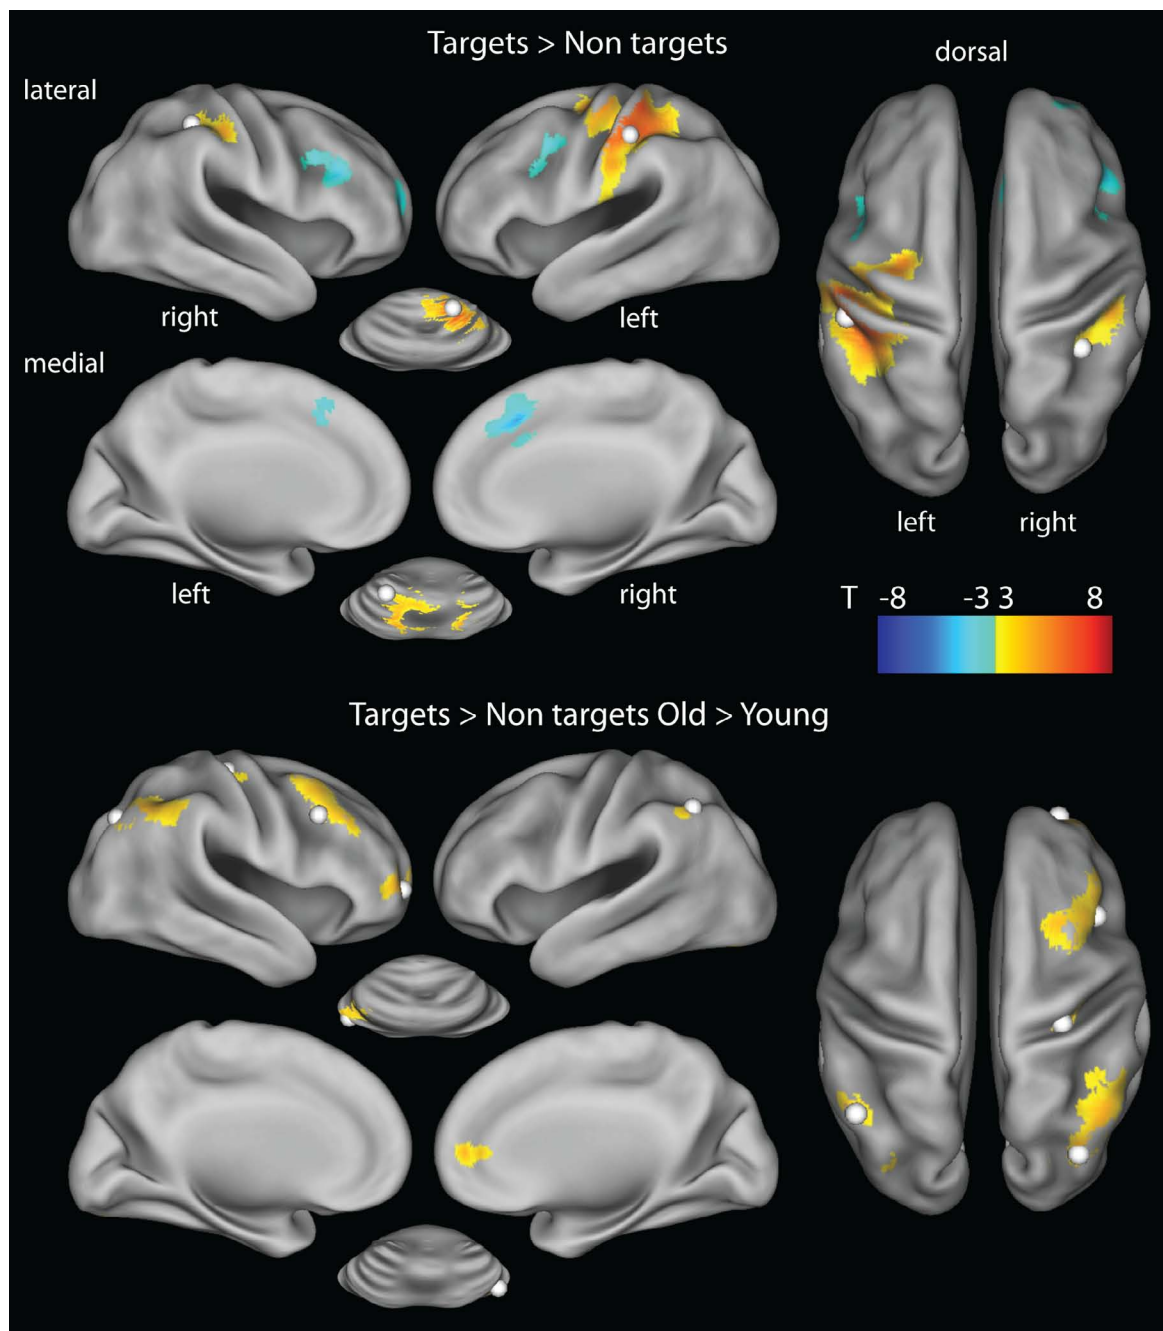 Targets > Non targets
dorsal
lateral
right
left
medial
left
right
left
right
T -8 -3 3 8
Targets > Non targets Old > Young